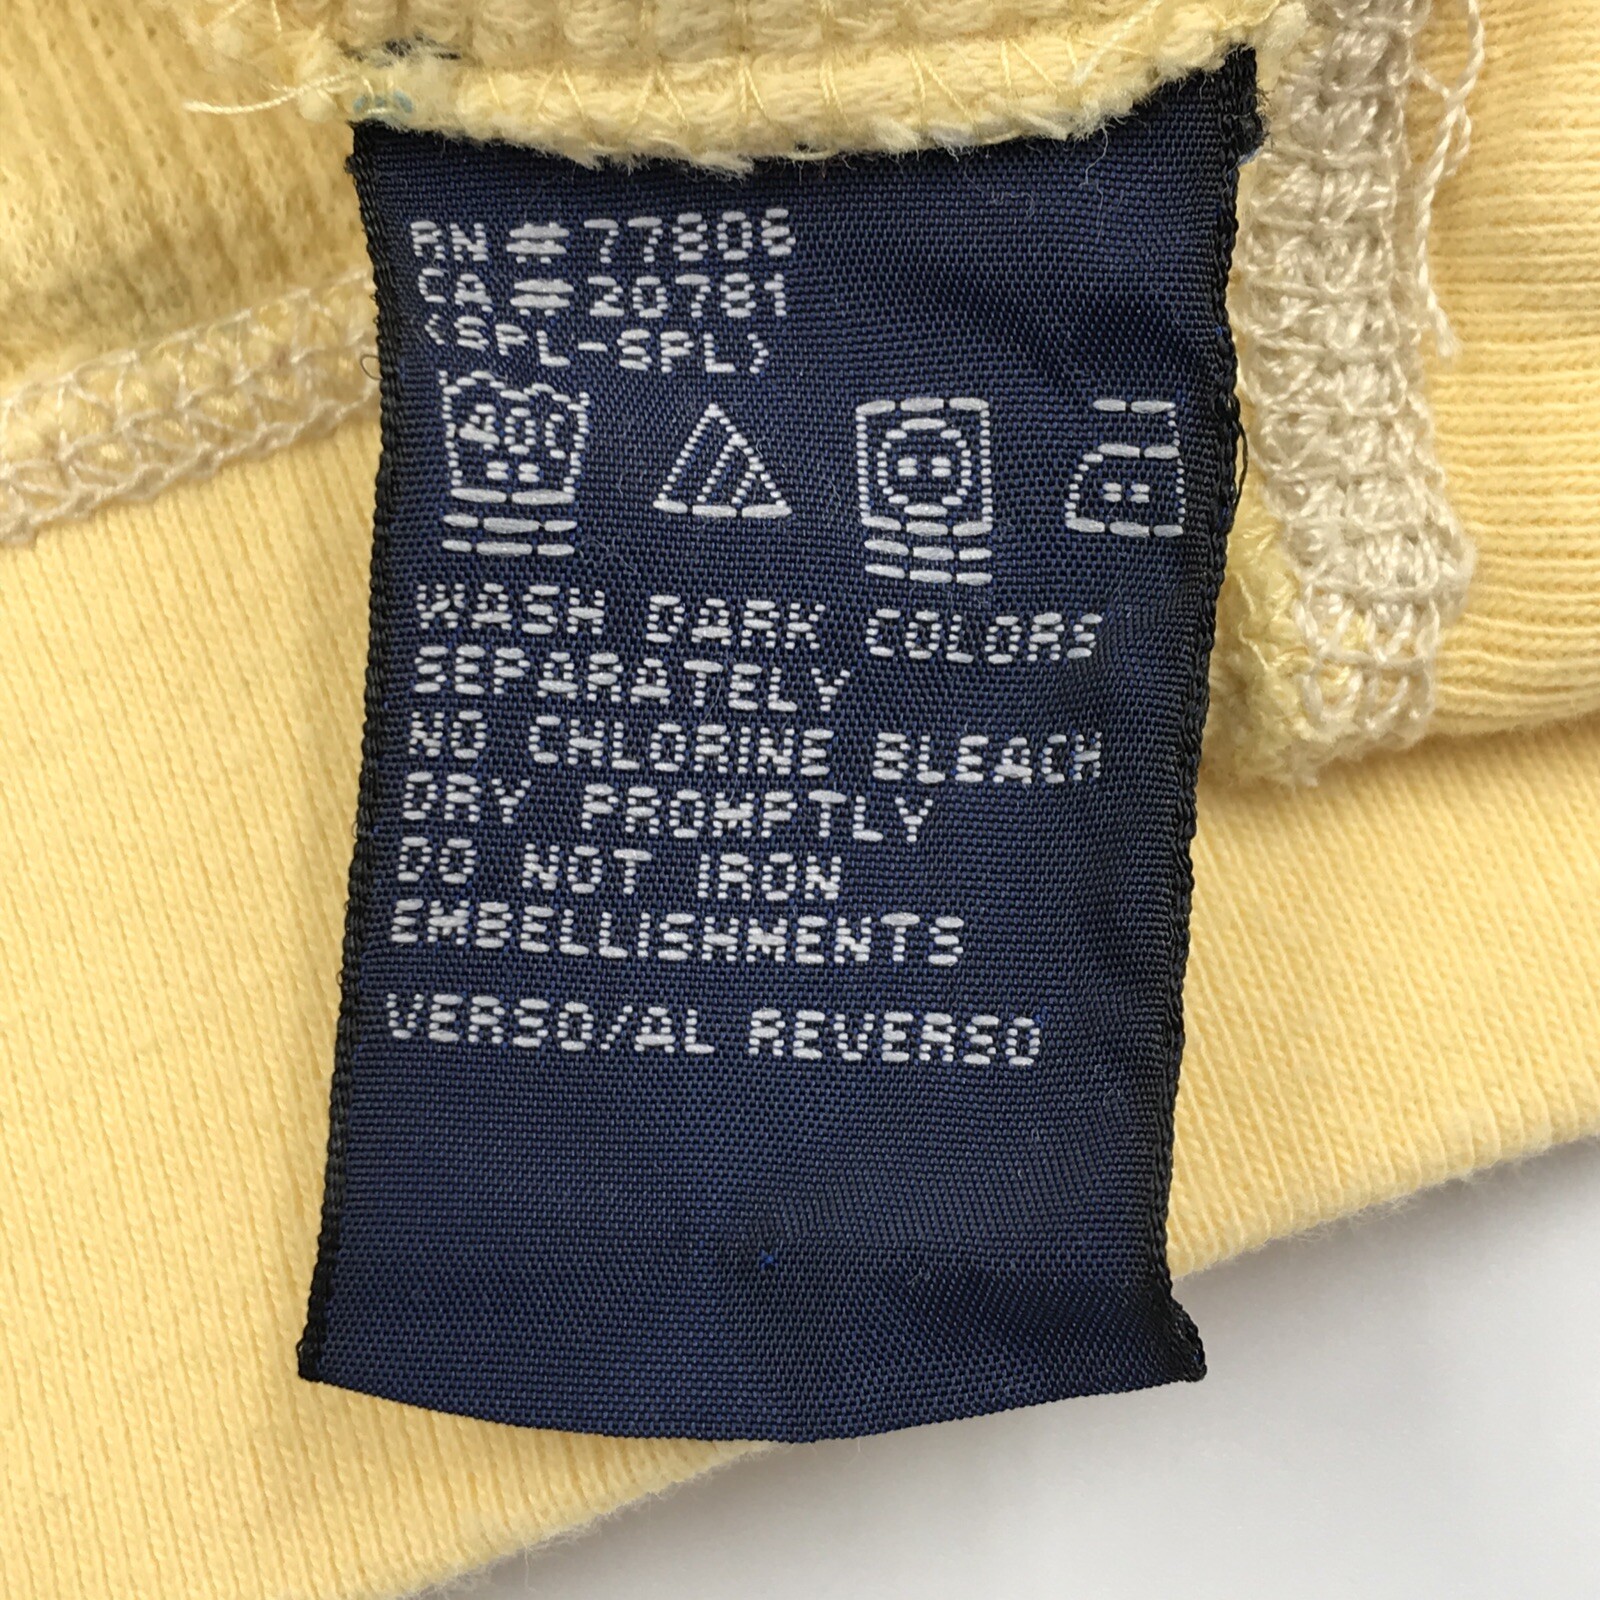 RN # 77806
CA # 20781
(SPL-SPL)
40C
WASH DARK COLORS
SEPARATELY
NO CHLORINE BLEACH
DRY PROMPTLY
DO NOT IRON
EMBELLISHMENTS
VERSO/AL REVERSO